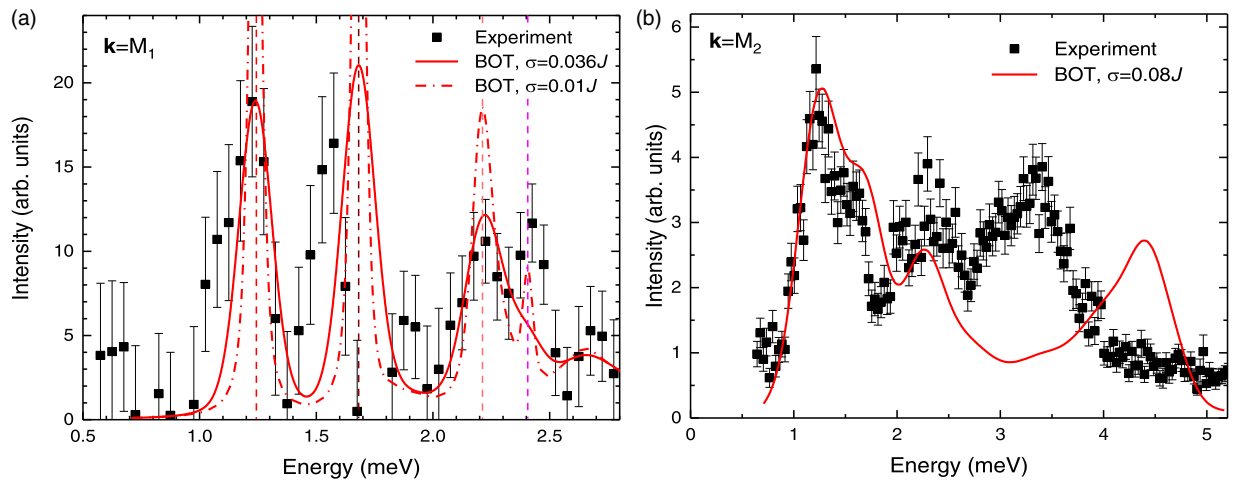 (a)
k=M1
Experiment
BOT, σ=0.036J
BOT, σ=0.01J
Intensity (arb. units)
20
15
10
5
0
0.5 1.0 1.5 2.0 2.5
Energy (meV)
(b)
k=M2
Experiment
BOT, σ=0.08J
Intensity (arb. units)
6
5
4
3
2
1
0
0 1 2 3 4 5
Energy (meV)